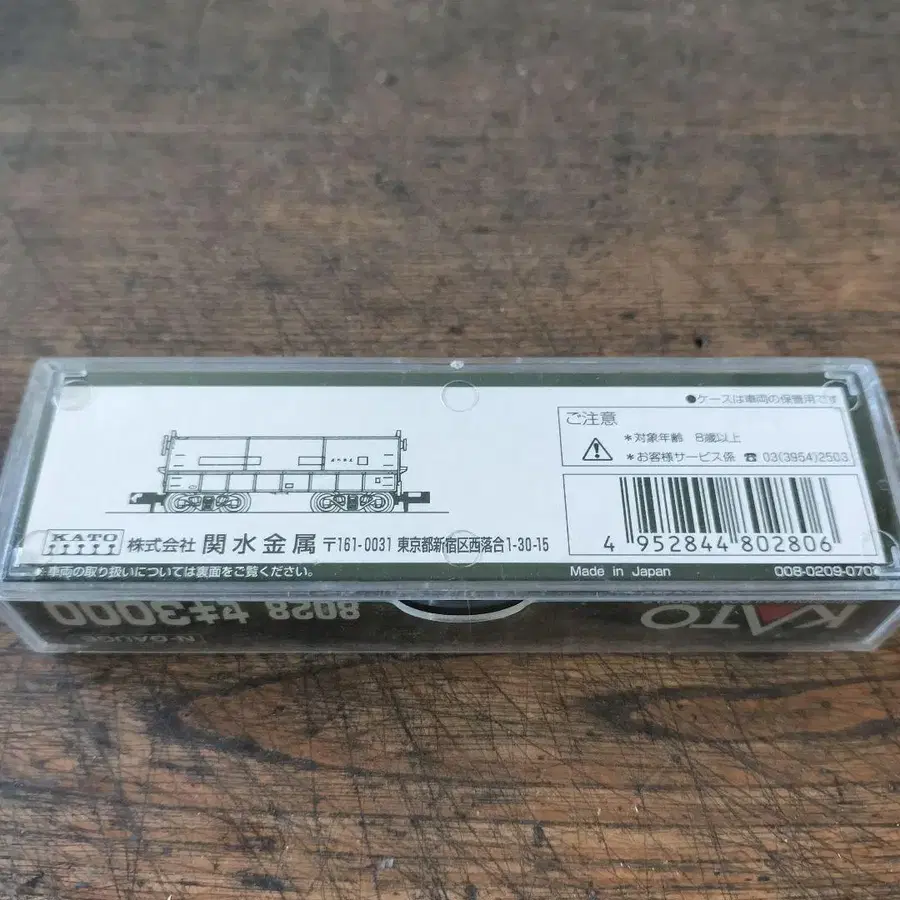 ●ケースは車両の保管用です
ご注意
＊対象年齢 8歳以上
＊お客様サービス係 ☎ 03(3954)2503
KATO 株式会社 関水金属 〒161-0031 東京都新宿区西落合1-30-15
4 952844 802806
＊車両の取り扱いについては裏面をご覧ください。
Made in Japan
008-0209-070
N-GAUGE
8028 セキ3000
KATO